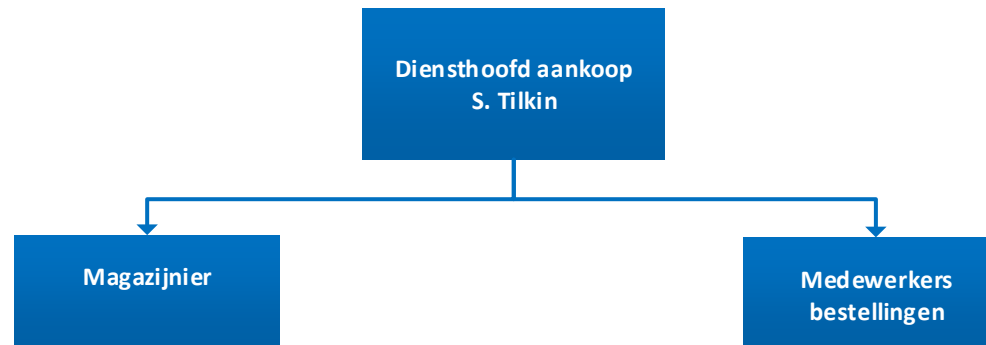 Diensthoofd aankoop
S. Tilkin
Magazijnier
Medewerkers
bestellingen